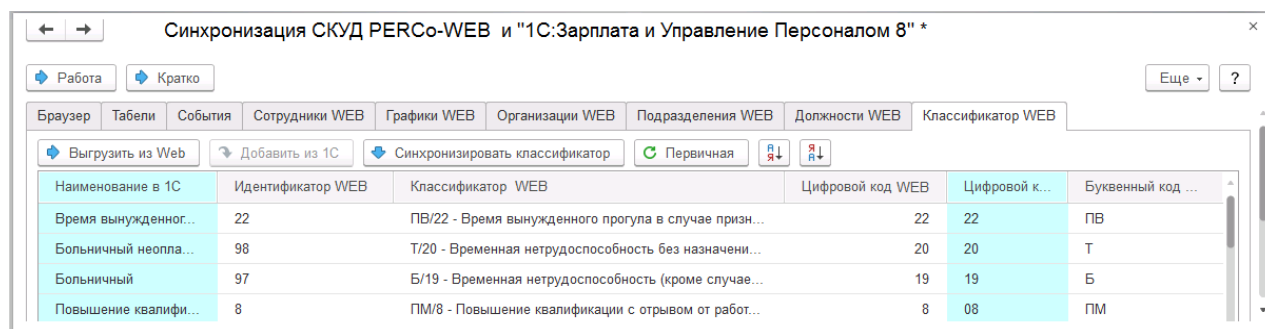 Синхронизация СКУД PERCo-WEB и "1С:Зарплата и Управление Персоналом 8" *
Работа Кратко Еще ?
Браузер Табели События Сотрудники WEB Графики WEB Организации WEB Подразделения WEB Должности WEB Классификатор WEB
Выгрузить из Web Добавить из 1С Синхронизировать классификатор Первичная
Наименование в 1С Идентификатор WEB Классификатор WEB Цифровой код WEB Цифровой к... Буквенный код ...
Время вынужденног... 22 ПВ/22 - Время вынужденного прогула в случае призн... 22 22 ПВ
Больничный неопла... 98 Т/20 - Временная нетрудоспособность без назначени... 20 20 Т
Больничный 97 Б/19 - Временная нетрудоспособность (кроме случае... 19 19 Б
Повышение квалифи... 8 ПМ/8 - Повышение квалификации с отрывом от работ... 8 08 ПМ